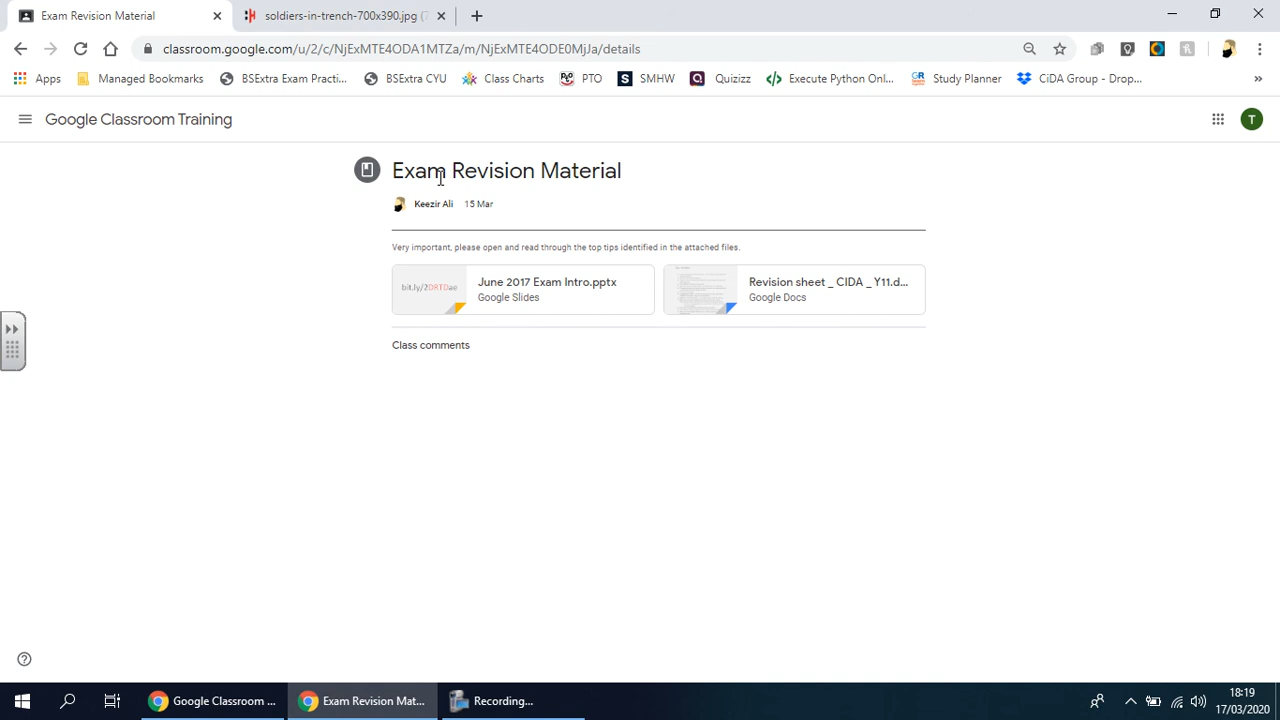 Exam Revision Material
soldiers-in-trench-700x390.jpg (7
classroom.google.com/u/2/c/NjExMTE4ODA1MTZa/m/NjExMTE4ODE0MjJa/details
Apps Managed Bookmarks BSExtra Exam Practi... BSExtra CYU Class Charts PTO SMHW Quizizz Execute Python Onl... Study Planner CiDA Group - Drop... »
Google Classroom Training T
Exam Revision Material
Keezir Ali 15 Mar
Very important, please open and read through the top tips identified in the attached files.
bit.ly/2DRTDae
June 2017 Exam Intro.pptx
Google Slides
Revision sheet _ CIDA _ Y11.d...
Google Docs
Class comments
Google Classroom ... Exam Revision Mat... Recording...
18:19
17/03/2020